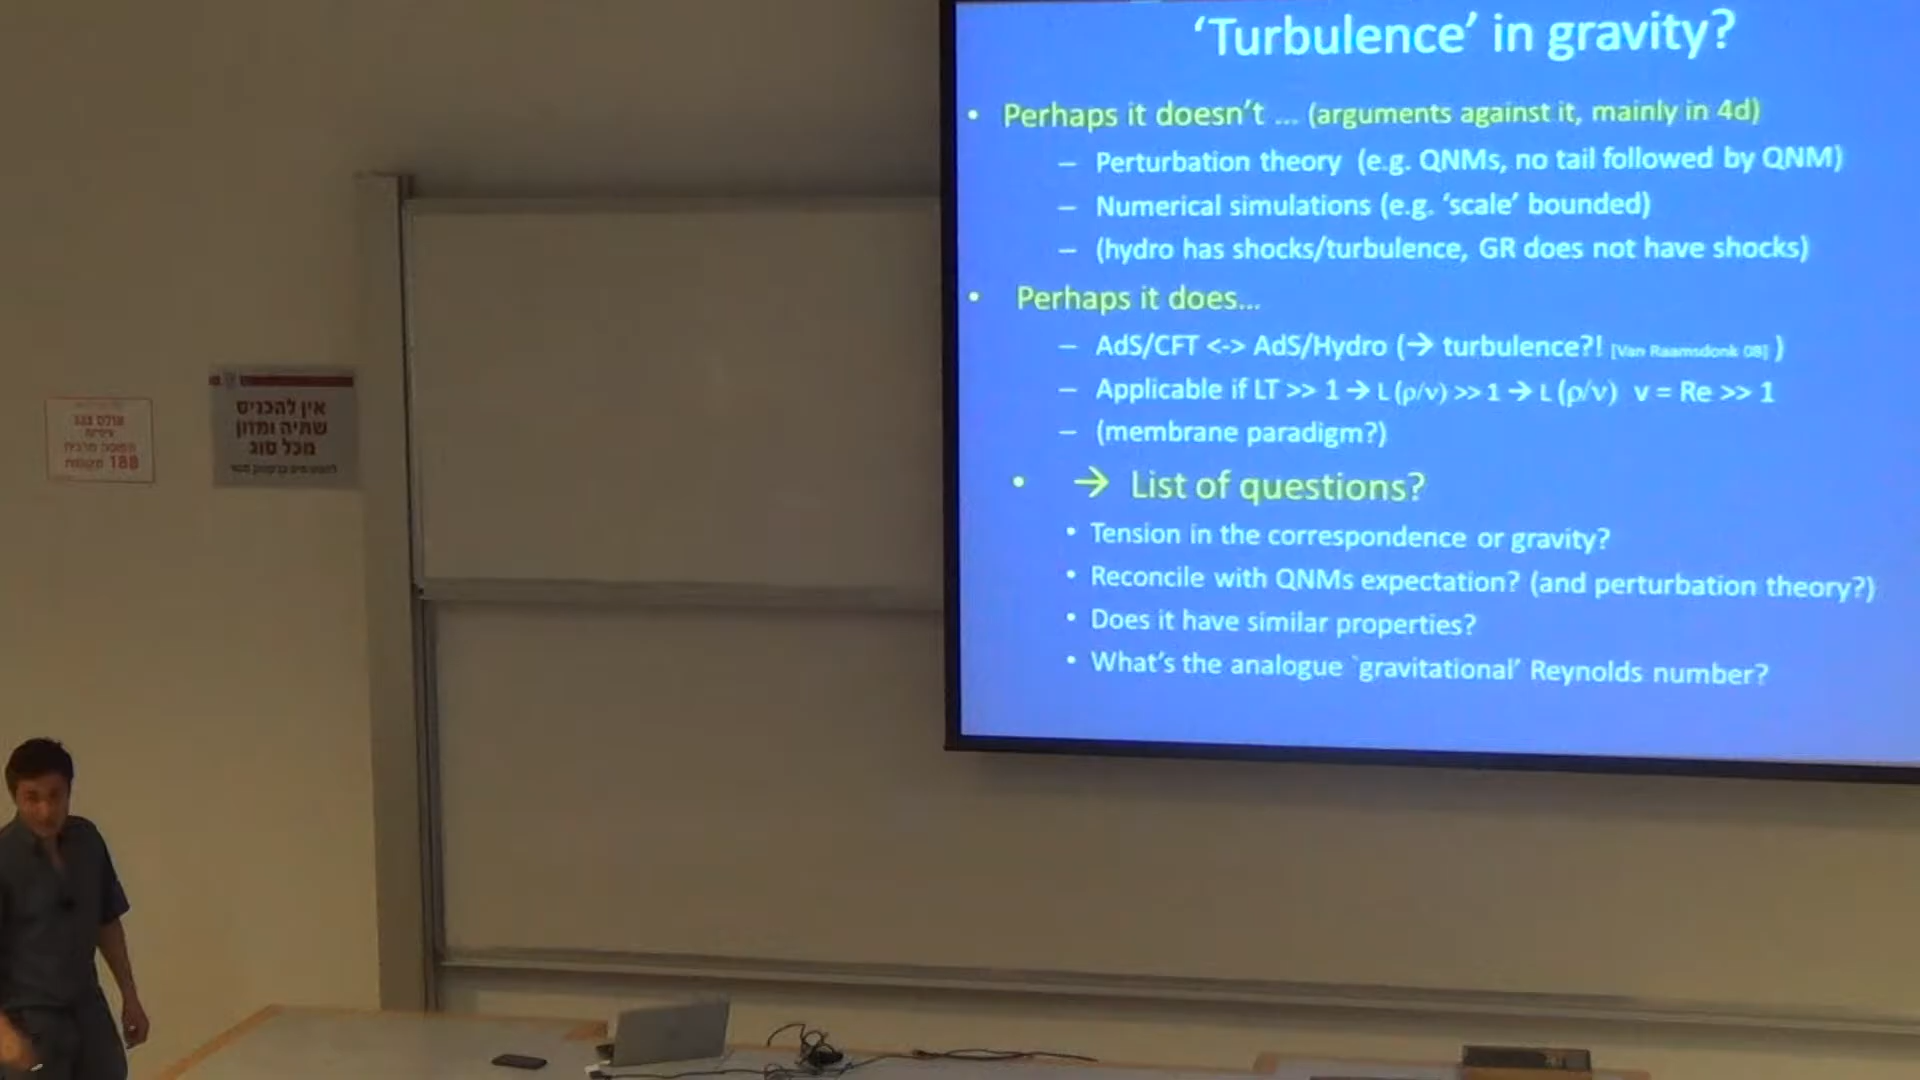 'Turbulence' in gravity?
• Perhaps it doesn't ... (arguments against it, mainly in 4d)
– Perturbation theory (e.g. QNMs, no tail followed by QNM)
– Numerical simulations (e.g. 'scale' bounded)
– (hydro has shocks/turbulence, GR does not have shocks)
• Perhaps it does...
– AdS/CFT <-> AdS/Hydro (→ turbulence?! [Van Raamsdonk 08] )
– Applicable if LT >> 1 → L (ρ/ν) >> 1 → L (ρ/ν) v = Re >> 1
– (membrane paradigm?)
• → List of questions?
• Tension in the correspondence or gravity?
• Reconcile with QNMs expectation? (and perturbation theory?)
• Does it have similar properties?
• What's the analogue `gravitational' Reynolds number?
אין להכניס
שתיה ומזון
מכל סוג
188